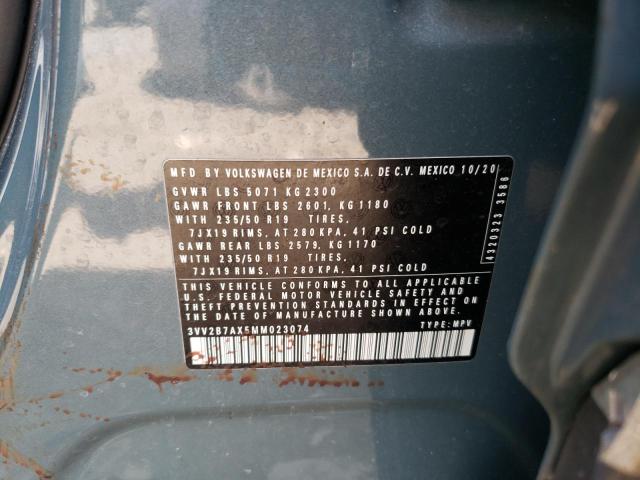 MFD BY VOLKSWAGEN DE MEXICO S.A. DE C.V. MEXICO 10/20
GVWR LBS 5071 KG 2300
GAWR FRONT LBS 2601, KG 1180
WITH 235/50 R19 TIRES,
7JX19 RIMS, AT 280 KPA, 41 PSI COLD
GAWR REAR LBS 2579, KG 1170
WITH 235/50 R19 TIRES,
7JX19 RIMS, AT 280 KPA, 41 PSI COLD
THIS VEHICLE CONFORMS TO ALL APPLICABLE
U.S. FEDERAL MOTOR VEHICLE SAFETY AND
THEFT PREVENTION STANDARDS IN EFFECT ON
THE DATE OF MANUFACTURE SHOWN ABOVE.
3VV2B7AX5MM023074 TYPE: MPV
4320323 3586